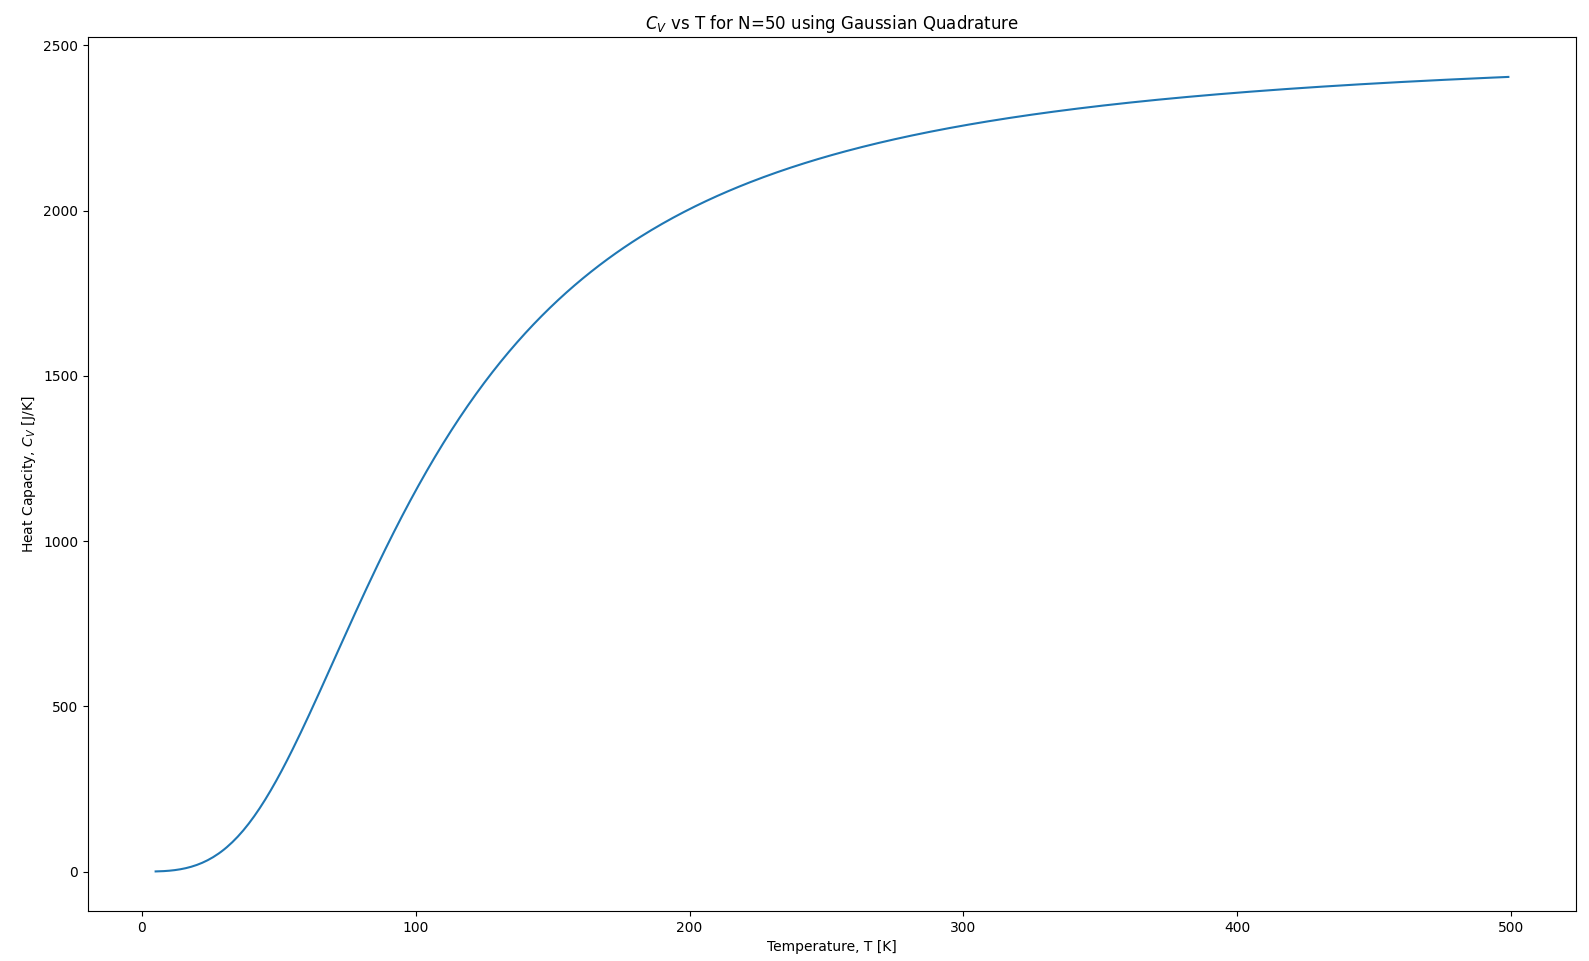 C_V vs T for N=50 using Gaussian Quadrature
2500
2000
1500
1000
500
0
Heat Capacity, C_V [J/K]
0 100 200 300 400 500
Temperature, T [K]